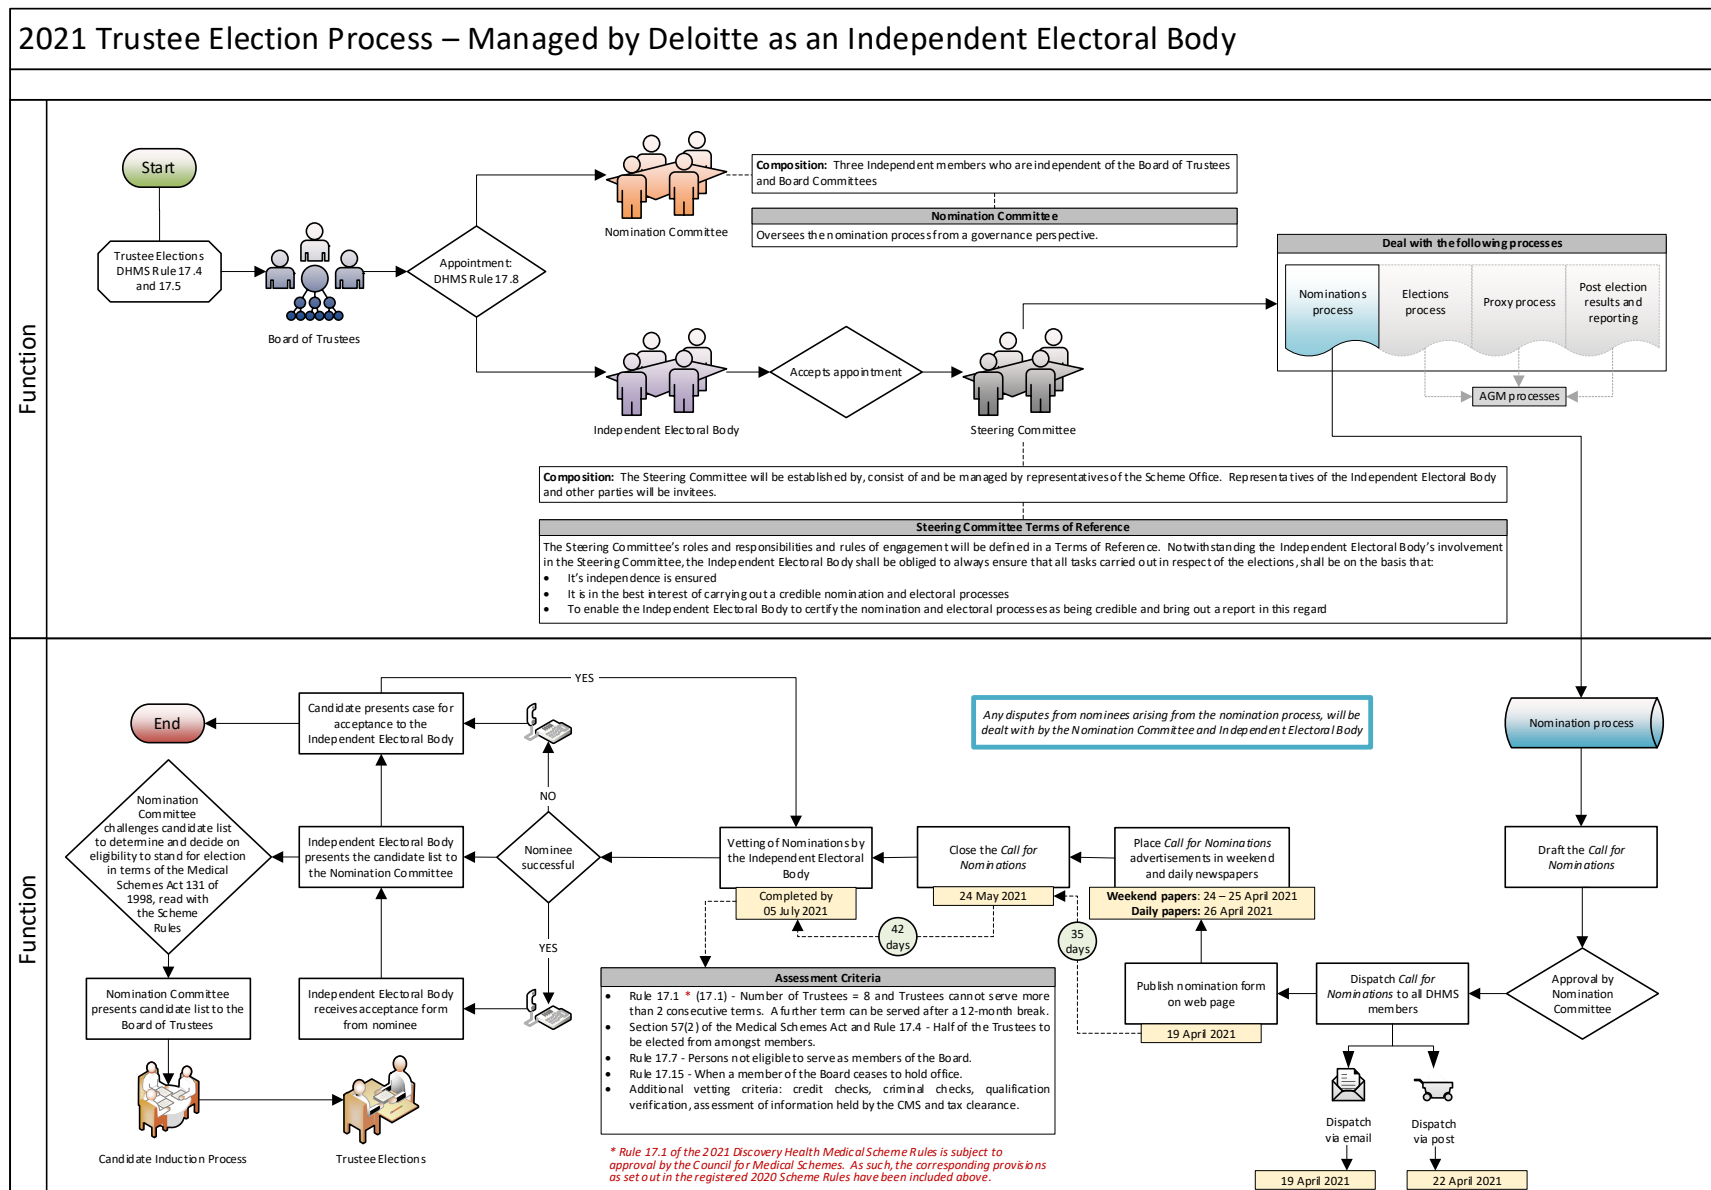 2021 Trustee Election Process – Managed by Deloitte as an Independent Electoral Body
Function
Start
Trustee Elections
DHMS Rule 17.4
and 17.5
Board of Trustees
Appointment:
DHMS Rule 17.8
Nomination Committee
Composition: Three Independent members who are independent of the Board of Trustees
and Board Committees
Nomination Committee
Oversees the nomination process from a governance perspective.
Independent Electoral Body
Accepts appointment
Steering Committee
Deal with the following processes
Nominations
process
Elections
process
Proxy process
Post election
results and
reporting
AGM processes
Composition: The Steering Committee will be established by, consist of and be managed by representatives of the Scheme Office. Representatives of the Independent Electoral Body
and other parties will be invitees.
Steering Committee Terms of Reference
The Steering Committee's roles and responsibilities and rules of engagement will be defined in a Terms of Reference. Notwithstanding the Independent Electoral Body's involvement
in the Steering Committee, the Independent Electoral Body shall be obliged to always ensure that all tasks carried out in respect of the elections, shall be on the basis that:
• It's independence is ensured
• It is in the best interest of carrying out a credible nomination and electoral processes
• To enable the Independent Electoral Body to certify the nomination and electoral processes as being credible and bring out a report in this regard
Function
YES
End
Candidate presents case for
acceptance to the
Independent Electoral Body
Any disputes from nominees arising from the nomination process, will be
dealt with by the Nomination Committee and Independent Electoral Body
Nomination process
NO
Nomination
Committee
challenges candidate list
to determine and decide on
eligibility to stand for election
in terms of the Medical
Schemes Act 131 of
1998, read with
the Scheme
Rules
Independent Electoral Body
presents the candidate list to
the Nomination Committee
Nominee
successful
Vetting of Nominations by
the Independent Electoral
Body
Completed by
05 July 2021
Close the Call for
Nominations
24 May 2021
Place Call for Nominations
advertisements in weekend
and daily newspapers
Weekend papers: 24 – 25 April 2021
Daily papers: 26 April 2021
Draft the Call for
Nominations
42
days
35
days
YES
Nomination Committee
presents candidate list to the
Board of Trustees
Independent Electoral Body
receives acceptance form
from nominee
Assessment Criteria
• Rule 17.1 * (17.1) - Number of Trustees = 8 and Trustees cannot serve more
than 2 consecutive terms. A further term can be served after a 12-month break.
• Section 57(2) of the Medical Schemes Act and Rule 17.4 - Half of the Trustees to
be elected from amongst members.
• Rule 17.7 - Persons not eligible to serve as members of the Board.
• Rule 17.15 - When a member of the Board ceases to hold office.
• Additional vetting criteria: credit checks, criminal checks, qualification
verification, assessment of information held by the CMS and tax clearance.
Publish nomination form
on web page
19 April 2021
Dispatch Call for
Nominations to all DHMS
members
Approval by
Nomination
Committee
Dispatch
via email
19 April 2021
Dispatch
via post
22 April 2021
Candidate Induction Process
Trustee Elections
* Rule 17.1 of the 2021 Discovery Health Medical Scheme Rules is subject to
approval by the Council for Medical Schemes. As such, the corresponding provisions
as set out in the registered 2020 Scheme Rules have been included above.